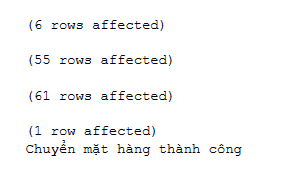 (6 rows affected)
(55 rows affected)
(61 rows affected)
(1 row affected)
Chuyển mặt hàng thành công